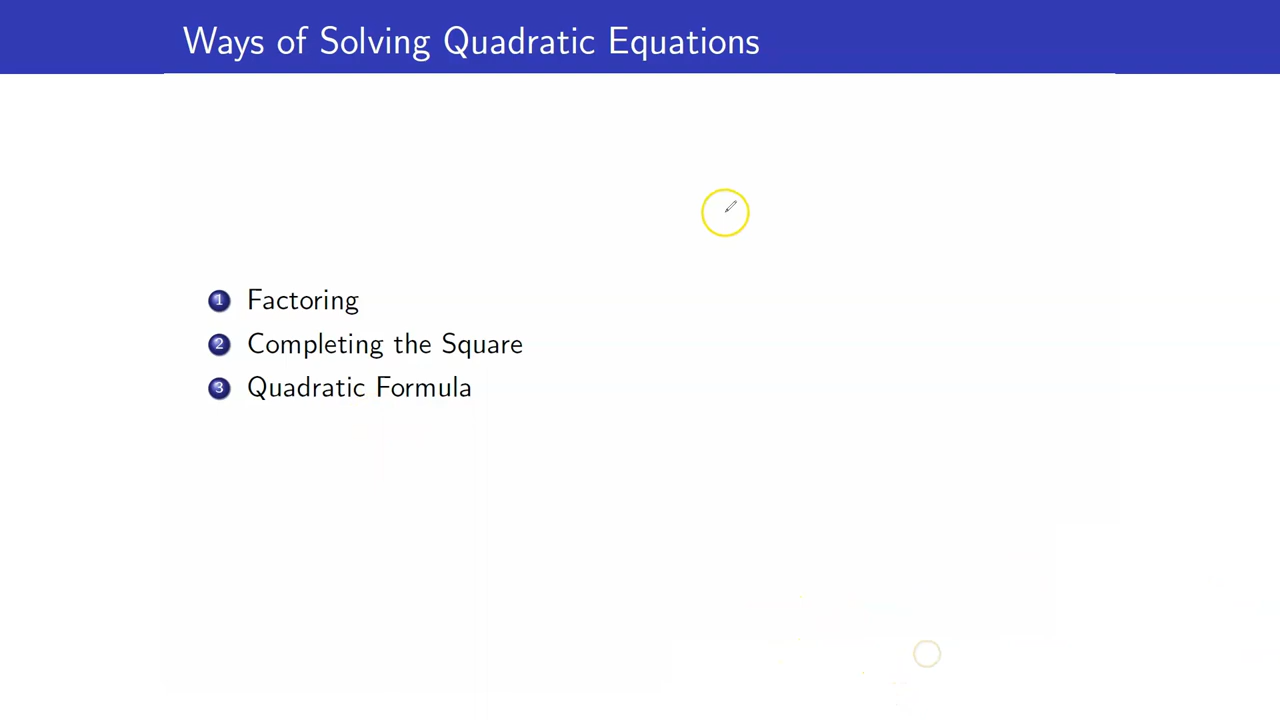 Ways of Solving Quadratic Equations
1 Factoring
2 Completing the Square
3 Quadratic Formula